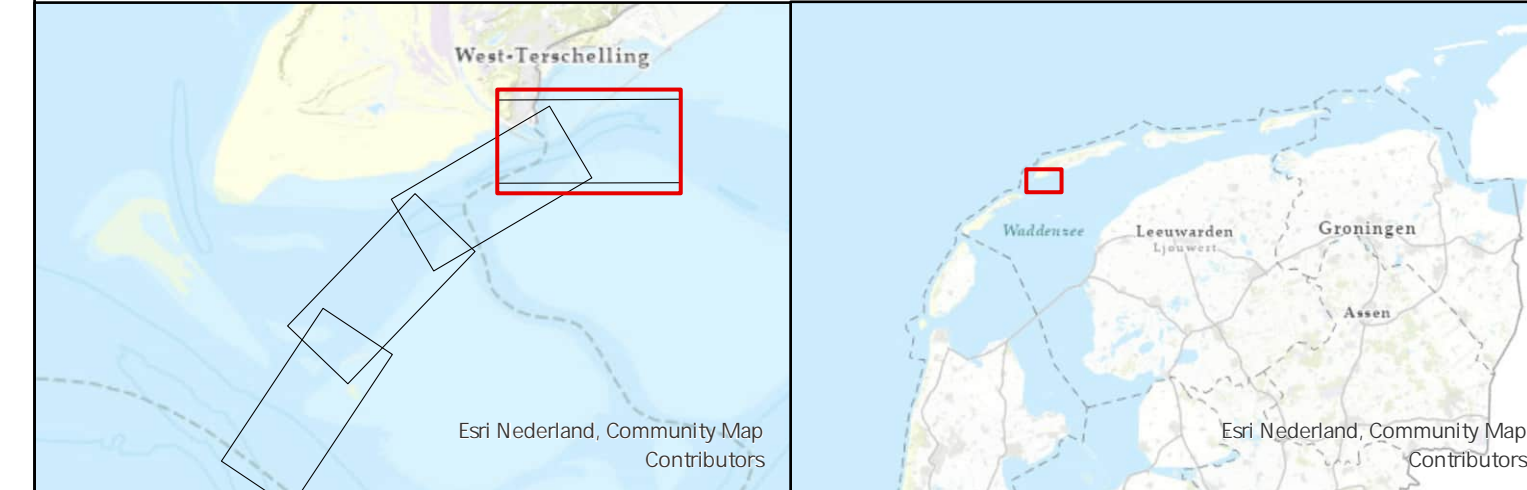 West-Terschelling
Esri Nederland, Community Map
Contributors
Waddenzee
Leeuwarden
Ljouwert
Groningen
Assen
Esri Nederland, Community Map
Contributors